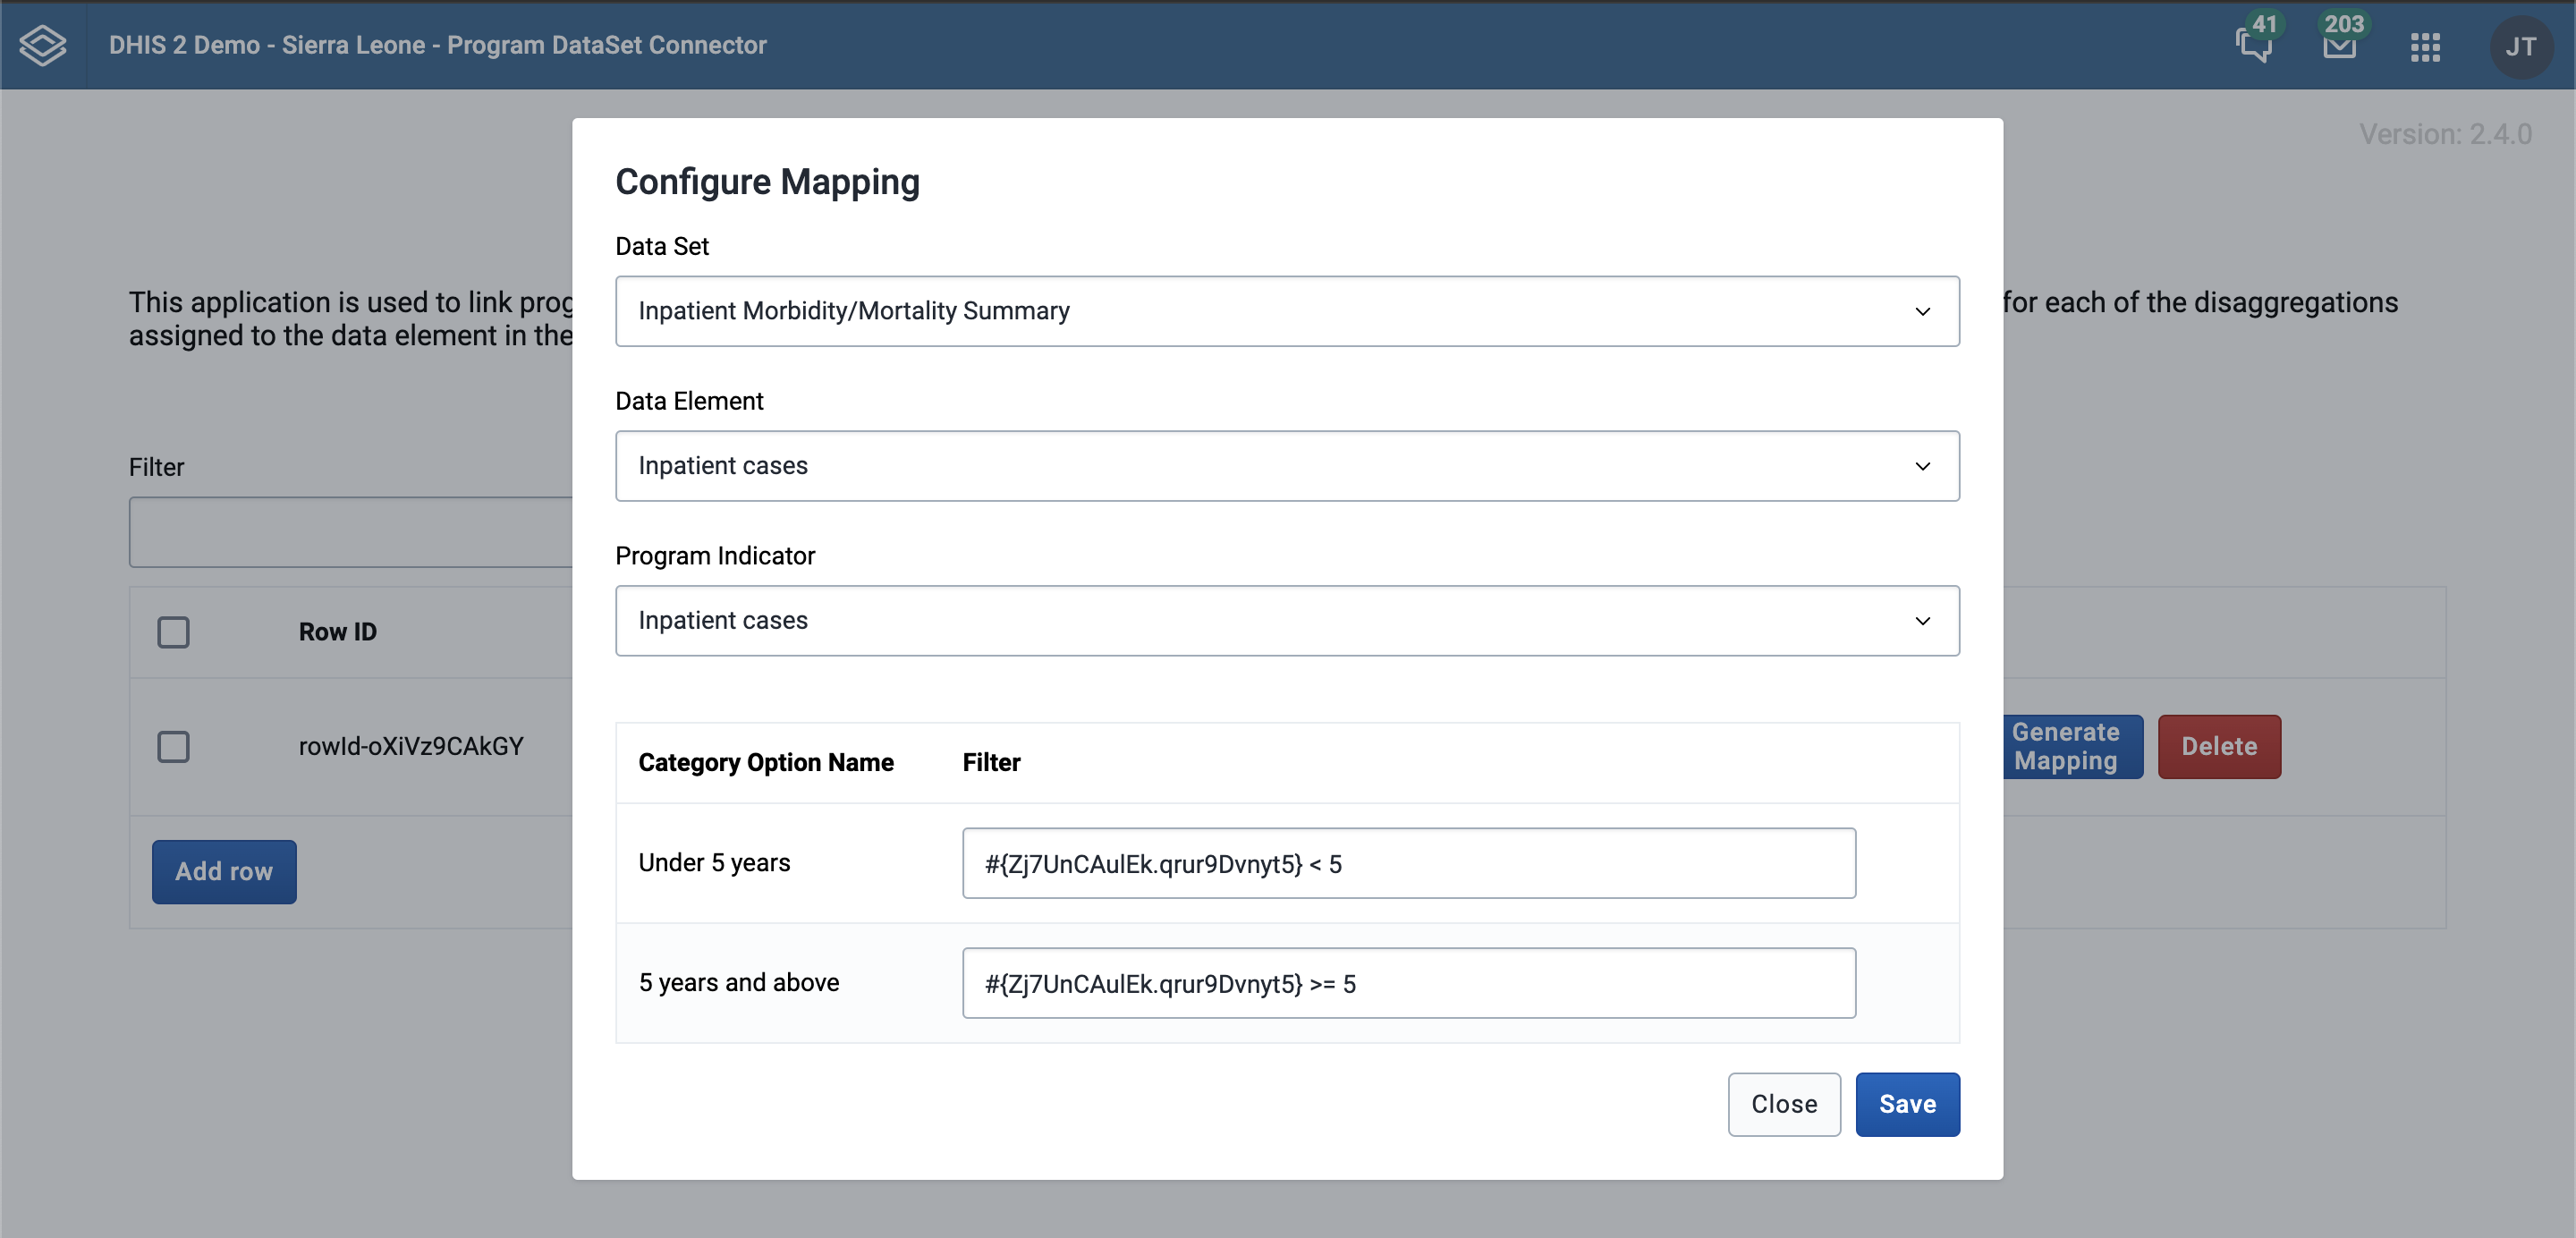 DHIS 2 Demo - Sierra Leone - Program DataSet Connector
41
203
JT
Version: 2.4.0
Configure Mapping
Data Set
Inpatient Morbidity/Mortality Summary
This application is used to link prog
for each of the disaggregations
assigned to the data element in the
Data Element
Inpatient cases
Filter
Program Indicator
Inpatient cases
Row ID
rowId-oXiVz9CAkGY
Generate
Mapping
Delete
Add row
Category Option Name
Filter
Under 5 years
#{Zj7UnCAulEk.qrur9Dvnyt5} < 5
5 years and above
#{Zj7UnCAulEk.qrur9Dvnyt5} >= 5
Close
Save